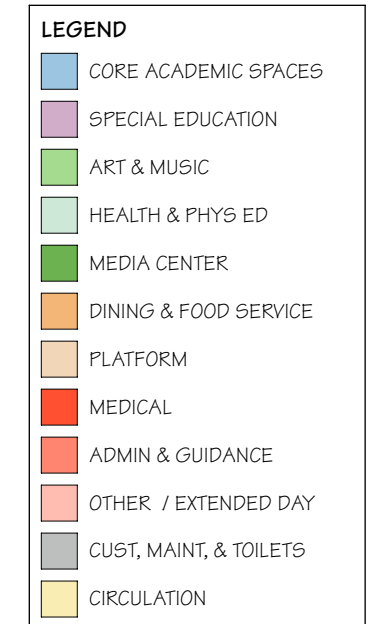 LEGEND
CORE ACADEMIC SPACES
SPECIAL EDUCATION
ART & MUSIC
HEALTH & PHYS ED
MEDIA CENTER
DINING & FOOD SERVICE
PLATFORM
MEDICAL
ADMIN & GUIDANCE
OTHER / EXTENDED DAY
CUST, MAINT, & TOILETS
CIRCULATION